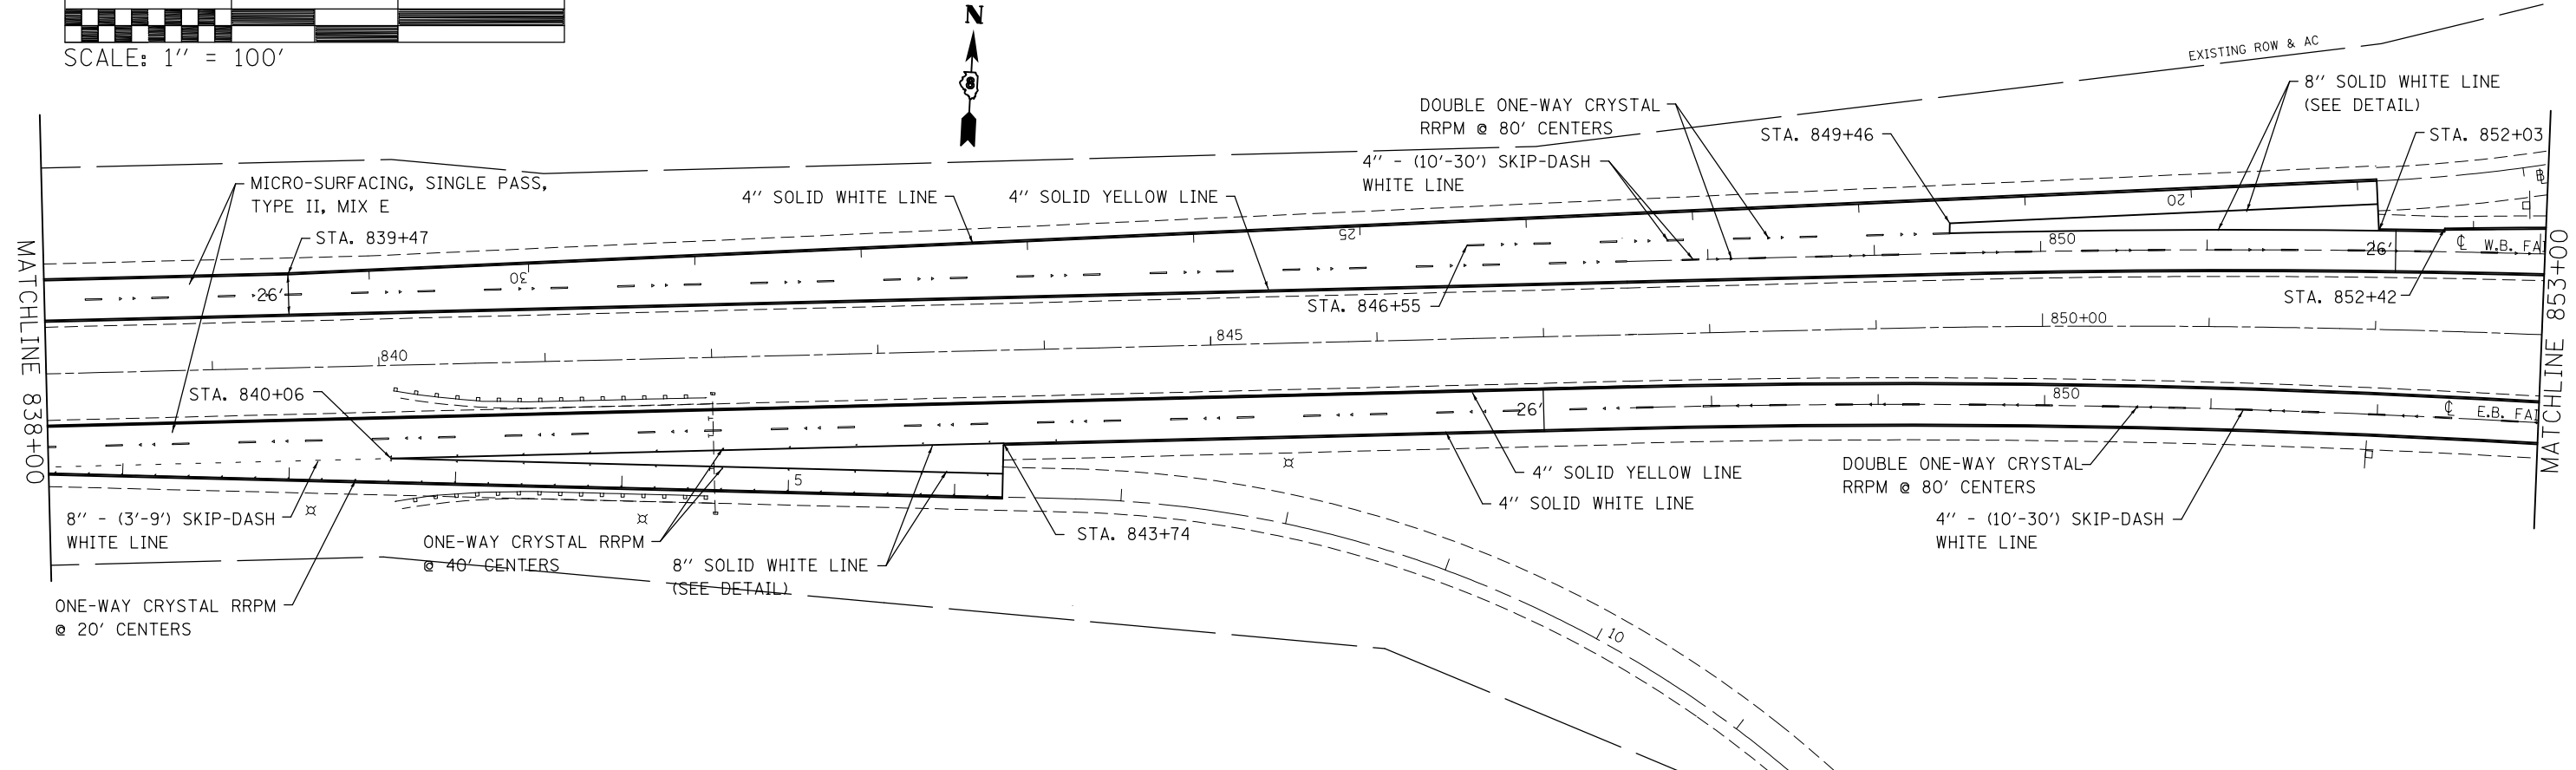 SCALE: 1" = 100'
N
8
EXISTING ROW & AC
8" SOLID WHITE LINE
(SEE DETAIL)
DOUBLE ONE-WAY CRYSTAL
RRPM @ 80' CENTERS
STA. 849+46
STA. 852+03
4" - (10'-30') SKIP-DASH
WHITE LINE
MICRO-SURFACING, SINGLE PASS,
TYPE II, MIX E
4" SOLID WHITE LINE
4" SOLID YELLOW LINE
STA. 839+47
20
25
30
850
26'
W.B. FAI
26'
STA. 846+55
STA. 852+42
MATCHLINE 838+00
MATCHLINE 853+00
840
845
850+00
STA. 840+06
26'
850
E.B. FAI
5
4" SOLID YELLOW LINE
4" SOLID WHITE LINE
DOUBLE ONE-WAY CRYSTAL
RRPM @ 80' CENTERS
4" - (10'-30') SKIP-DASH
WHITE LINE
8" - (3'-9') SKIP-DASH
WHITE LINE
ONE-WAY CRYSTAL RRPM
@ 40' CENTERS
8" SOLID WHITE LINE
(SEE DETAIL)
STA. 843+74
ONE-WAY CRYSTAL RRPM
@ 20' CENTERS
10